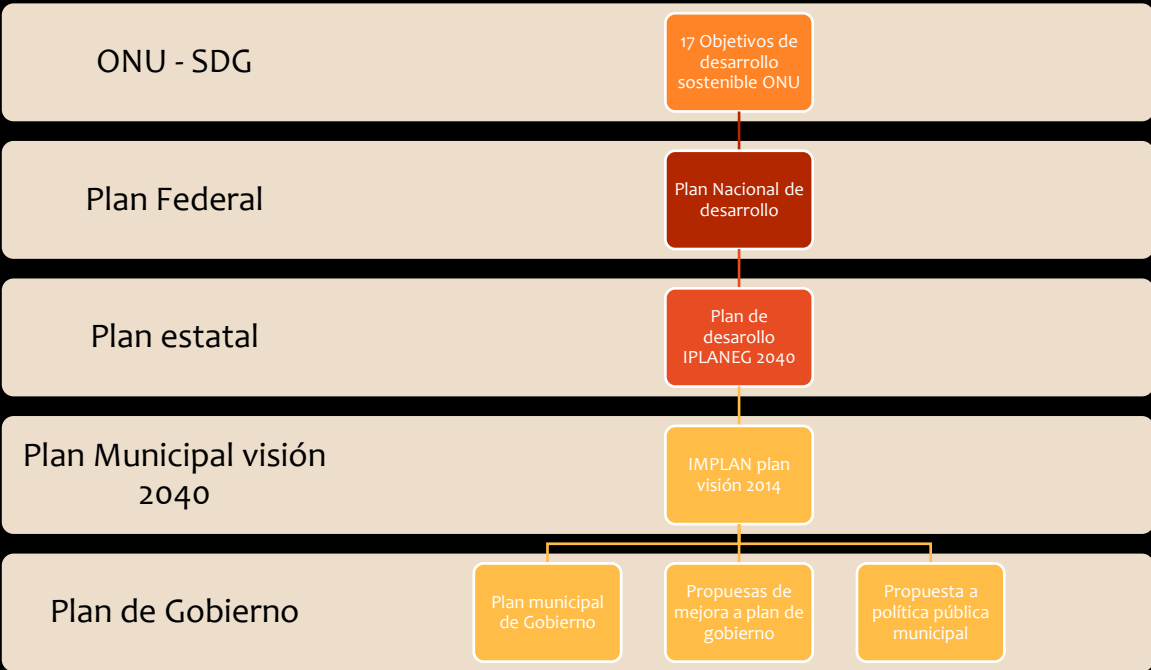 ONU - SDG
17 Objetivos de
desarrollo
sostenible ONU
Plan Federal
Plan Nacional de
desarrollo
Plan estatal
Plan de
desarollo
IPLANEG 2040
Plan Municipal visión
2040
IMPLAN plan
visión 2014
Plan de Gobierno
Plan municipal
de Gobierno
Propuesas de
mejora a plan de
gobierno
Propuesta a
política pública
municipal